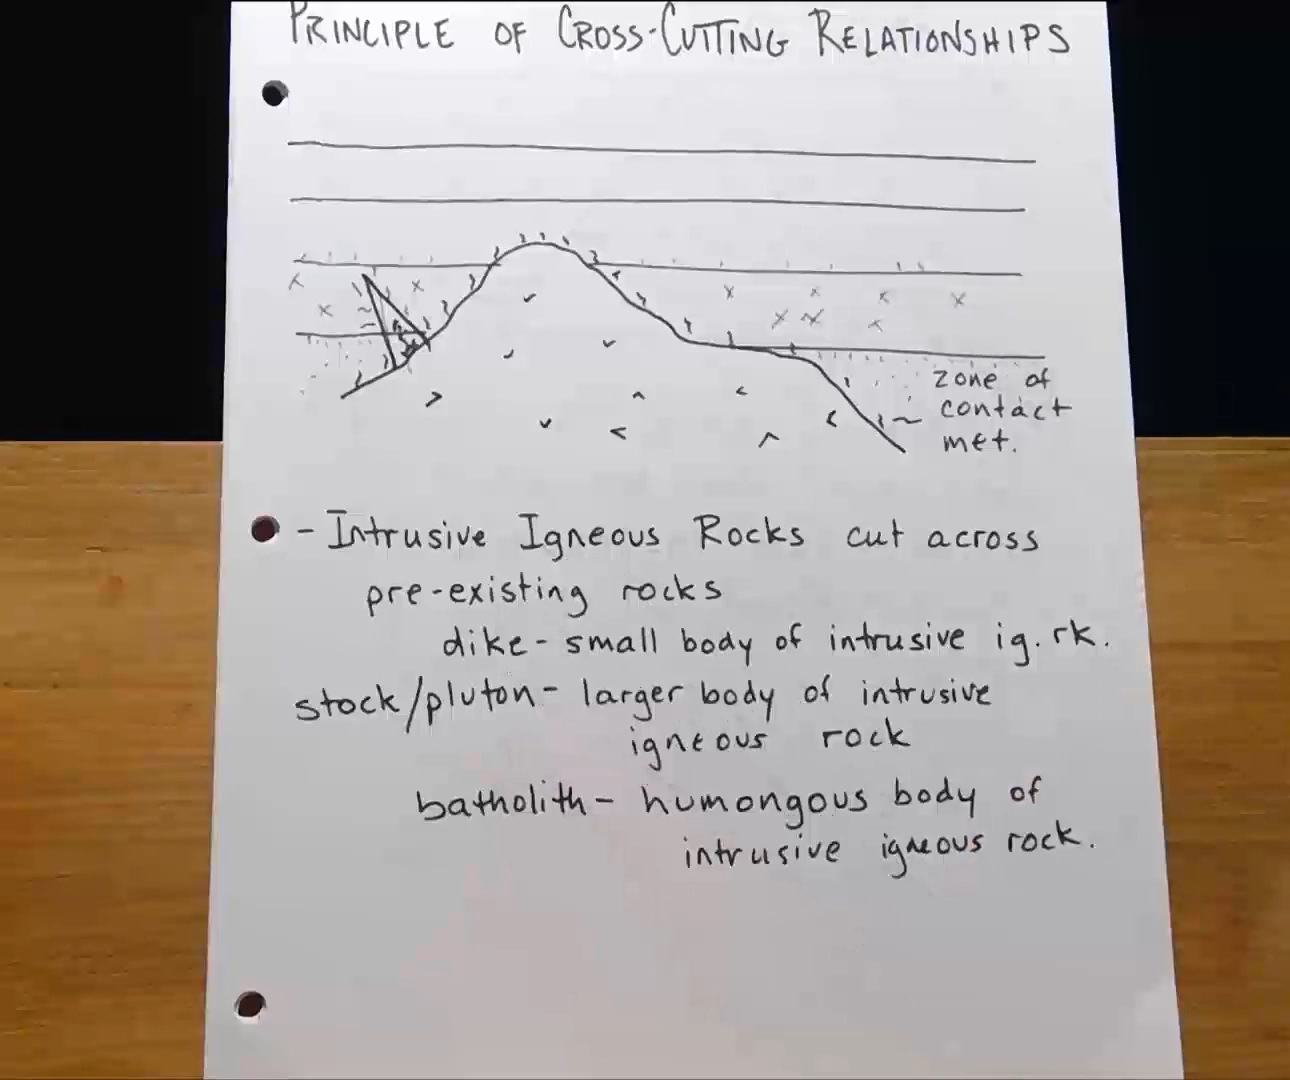 PRINCIPLE OF CROSS-CUTTING RELATIONSHIPS
zone of
contact
met.
- Intrusive Igneous Rocks cut across
pre-existing rocks
dike - small body of intrusive ig. rk.
stock/pluton - larger body of intrusive
igneous rock
batholith - humongous body of
intrusive igneous rock.